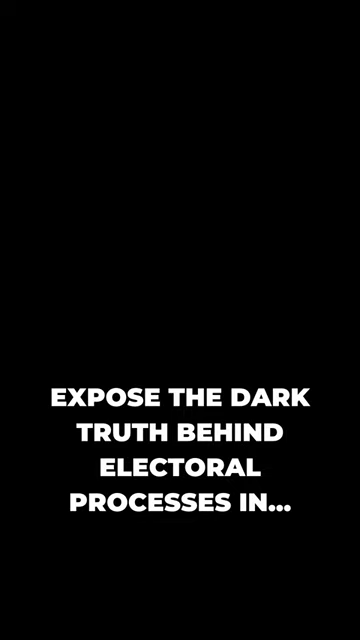 EXPOSE THE DARK
TRUTH BEHIND
ELECTORAL
PROCESSES IN...